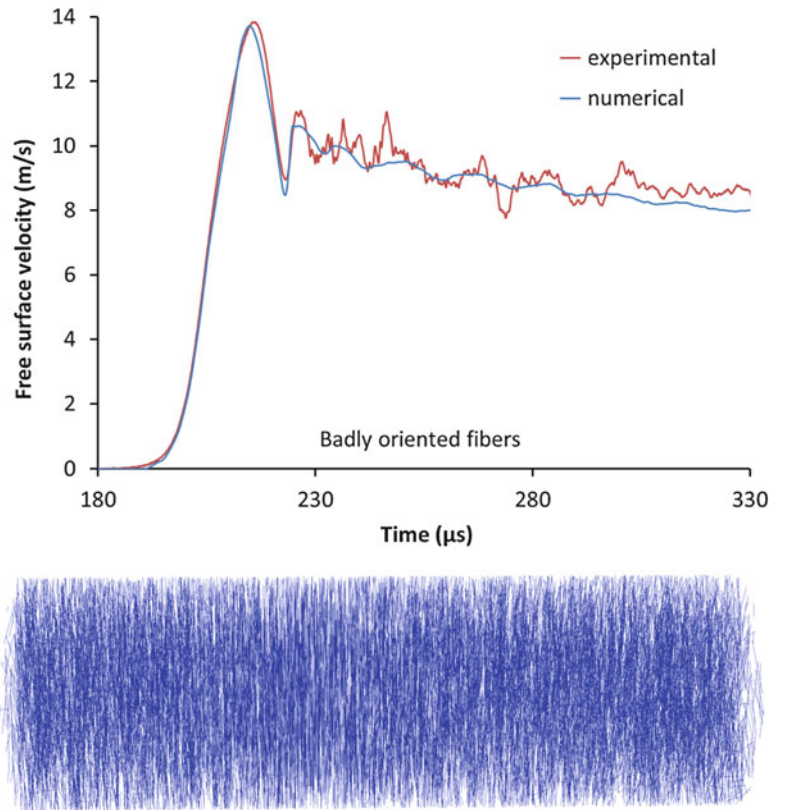 14
12
10
8
6
4
2
0
Free surface velocity (m/s)
experimental
numerical
Badly oriented fibers
180 230 280 330
Time (μs)